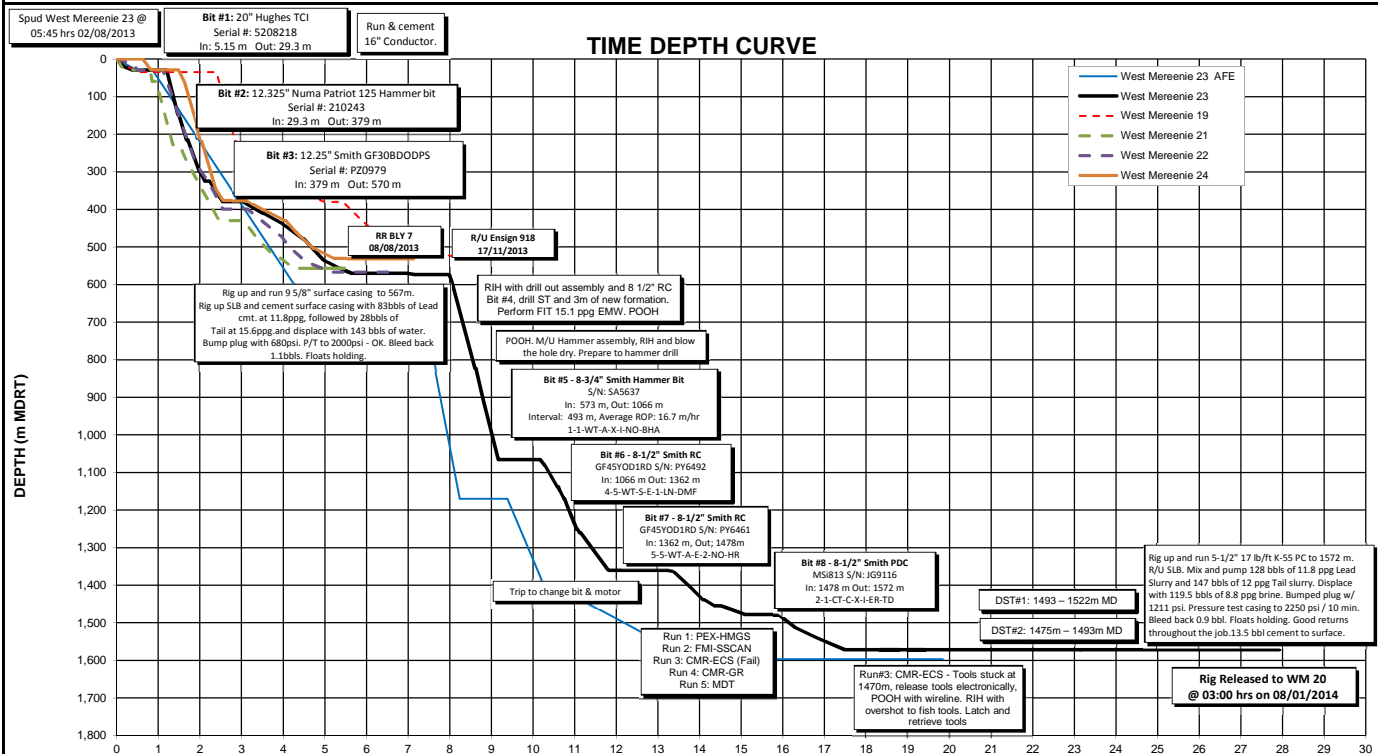 Spud West Mereenie 23 @
05:45 hrs 02/08/2013
Bit #1: 20" Hughes TCI
Serial #: 5208218
In: 5.15 m Out: 29.3 m
Run & cement
16" Conductor.
TIME DEPTH CURVE
West Mereenie 23 AFE
West Mereenie 23
West Mereenie 19
West Mereenie 21
West Mereenie 22
West Mereenie 24
Bit #2: 12.325" Numa Patriot 125 Hammer bit
Serial #: 210243
In: 29.3 m Out: 379 m
Bit #3: 12.25" Smith GF30BDODPS
Serial #: PZ0979
In: 379 m Out: 570 m
RR BLY 7
08/08/2013
R/U Ensign 918
17/11/2013
Rig up and run 9 5/8" surface casing to 567m.
Rig up SLB and cement surface casing with 83bbls of Lead
cmt. at 11.8ppg, followed by 28bbls of
Tail at 15.6ppg.and displace with 143 bbls of water.
Bump plug with 680psi. P/T to 2000psi - OK. Bleed back
1.1bbls. Floats holding.
RIH with drill out assembly and 8 1/2" RC
Bit #4, drill ST and 3m of new formation.
Perform FIT 15.1 ppg EMW. POOH
POOH. M/U Hammer assembly, RIH and blow
the hole dry. Prepare to hammer drill
Bit #5 - 8-3/4" Smith Hammer Bit
S/N: SA5637
In: 573 m, Out: 1066 m
Interval: 493 m, Average ROP: 16.7 m/hr
1-1-WT-A-X-I-NO-BHA
Bit #6 - 8-1/2" Smith RC
GF45YOD1RD S/N: PY6492
In: 1066 m Out: 1362 m
4-5-WT-S-E-1-LN-DMF
Bit #7 - 8-1/2" Smith RC
GF45YOD1RD S/N: PY6461
In: 1362 m, Out; 1478m
5-5-WT-A-E-2-NO-HR
Bit #8 - 8-1/2" Smith PDC
MSi813 S/N: JG9116
In: 1478 m Out: 1572 m
2-1-CT-C-X-I-ER-TD
Trip to change bit & motor
Run 1: PEX-HMGS
Run 2: FMI-SSCAN
Run 3: CMR-ECS (Fail)
Run 4: CMR-GR
Run 5: MDT
DST#1: 1493 – 1522m MD
DST#2: 1475m – 1493m MD
Rig up and run 5-1/2" 17 lb/ft K-55 PC to 1572 m.
R/U SLB. Mix and pump 128 bbls of 11.8 ppg Lead
Slurry and 147 bbls of 12 ppg Tail slurry. Displace
with 119.5 bbls of 8.8 ppg brine. Bumped plug w/
1211 psi. Pressure test casing to 2250 psi / 10 min.
Bleed back 0.9 bbl. Floats holding. Good returns
throughout the job.13.5 bbl cement to surface.
Run#3: CMR-ECS - Tools stuck at
1470m, release tools electronically,
POOH with wireline. RIH with
overshot to fish tools. Latch and
retrieve tools
Rig Released to WM 20
@ 03:00 hrs on 08/01/2014
DEPTH (m MDRT)
0
100
200
300
400
500
600
700
800
900
1,000
1,100
1,200
1,300
1,400
1,500
1,600
1,700
1,800
0 1 2 3 4 5 6 7 8 9 10 11 12 13 14 15 16 17 18 19 20 21 22 23 24 25 26 27 28 29 30